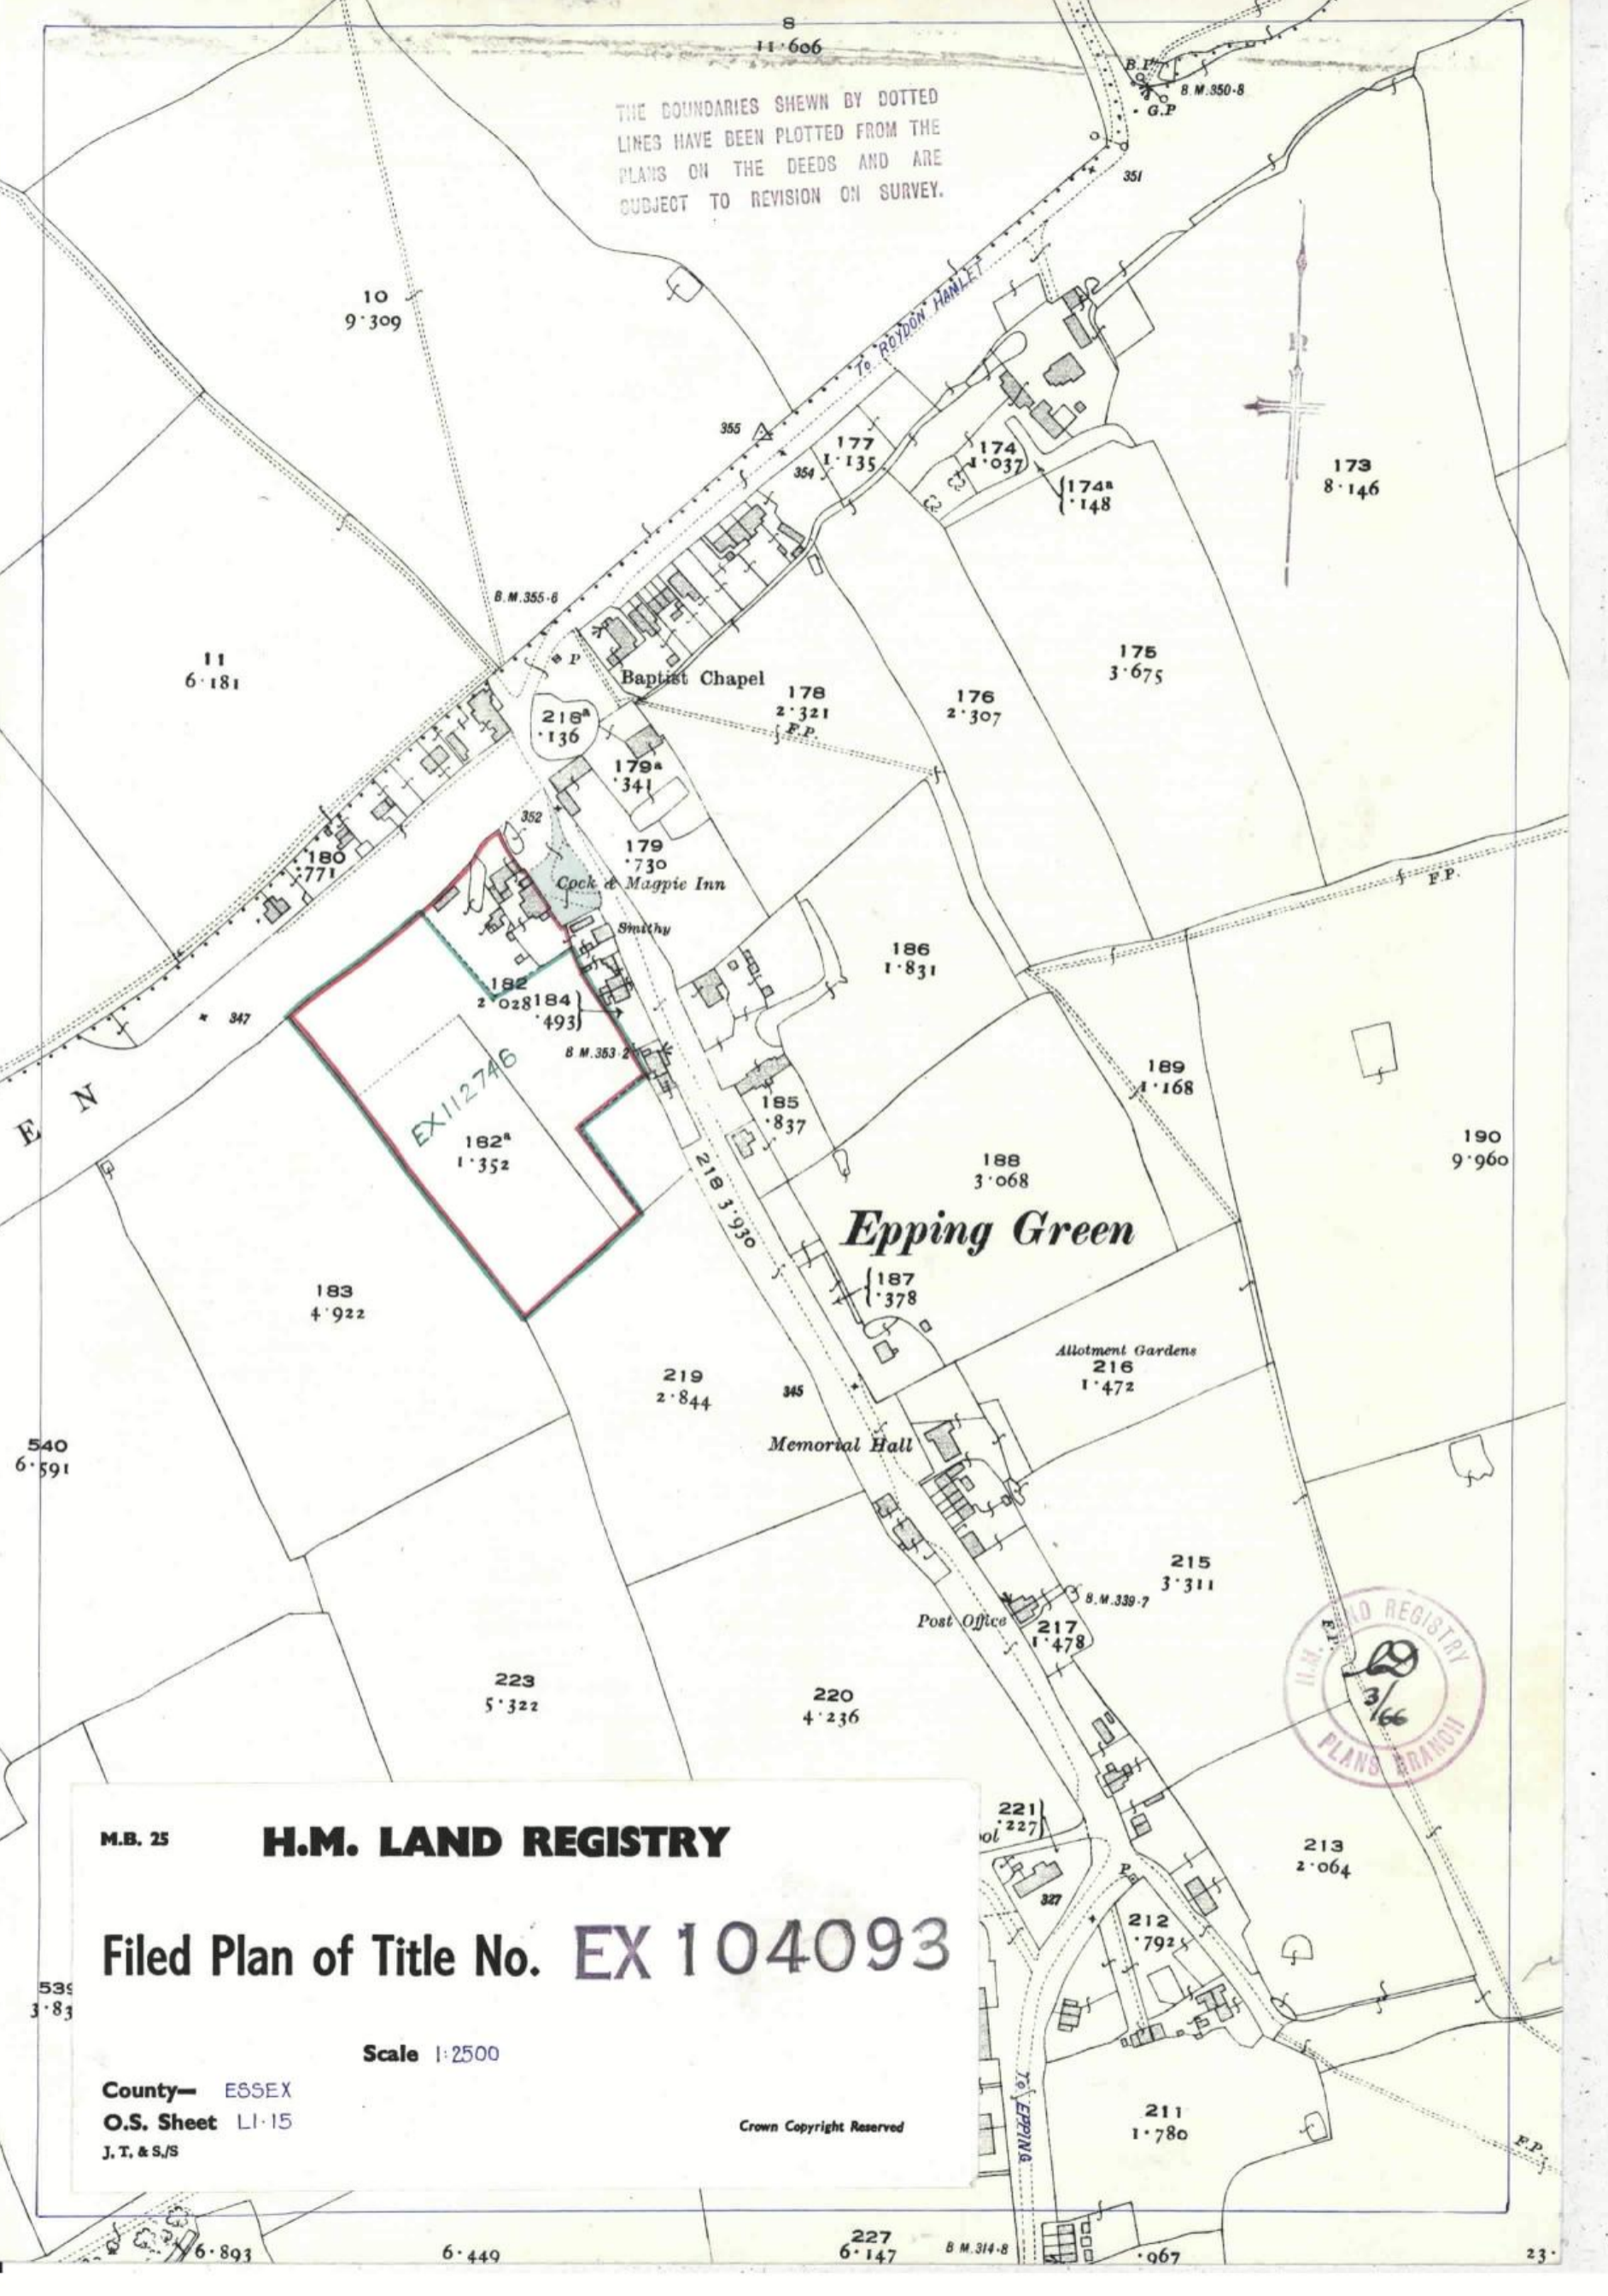 8
11·606
THE BOUNDARIES SHEWN BY DOTTED
LINES HAVE BEEN PLOTTED FROM THE
PLANS ON THE DEEDS AND ARE
SUBJECT TO REVISION ON SURVEY.
B.M.350·8
G.P
351
10
9·309
To ROYDON HAMLET
355
354
177
1·135
174
1·037
174a
·148
173
8·146
B.M.355·6
11
6·181
P
Baptist Chapel
178
2·321
F.P.
176
2·307
175
3·675
218a
·136
179a
·341
352
179
·730
180
·771
Cock & Magpie Inn
Smithy
F.P.
186
1·831
182
2·028
184
·493
347
B.M.353·2
E N
EX112746
182a
1·352
185
·837
189
1·168
190
9·960
218 3·930
188
3·068
Epping Green
183
4·922
187
·378
219
2·844
345
Allotment Gardens
216
1·472
540
6·591
Memorial Hall
215
3·311
B.M.339·7
Post Office
217
1·478
F.P.
H.M. LAND REGISTRY
3/66
PLANS BRANCH
223
5·322
220
4·236
221
·227
ol
M.B. 25
H.M. LAND REGISTRY
213
2·064
P
327
212
·792
Filed Plan of Title No. EX 104093
539
3·83
Scale 1:2500
County— ESSEX
O.S. Sheet LI·15
J. T. & S./S
Crown Copyright Reserved
To EPPING
211
1·780
F.P.
6·893
6·449
227
6·147
B M.314·8
·967
23·